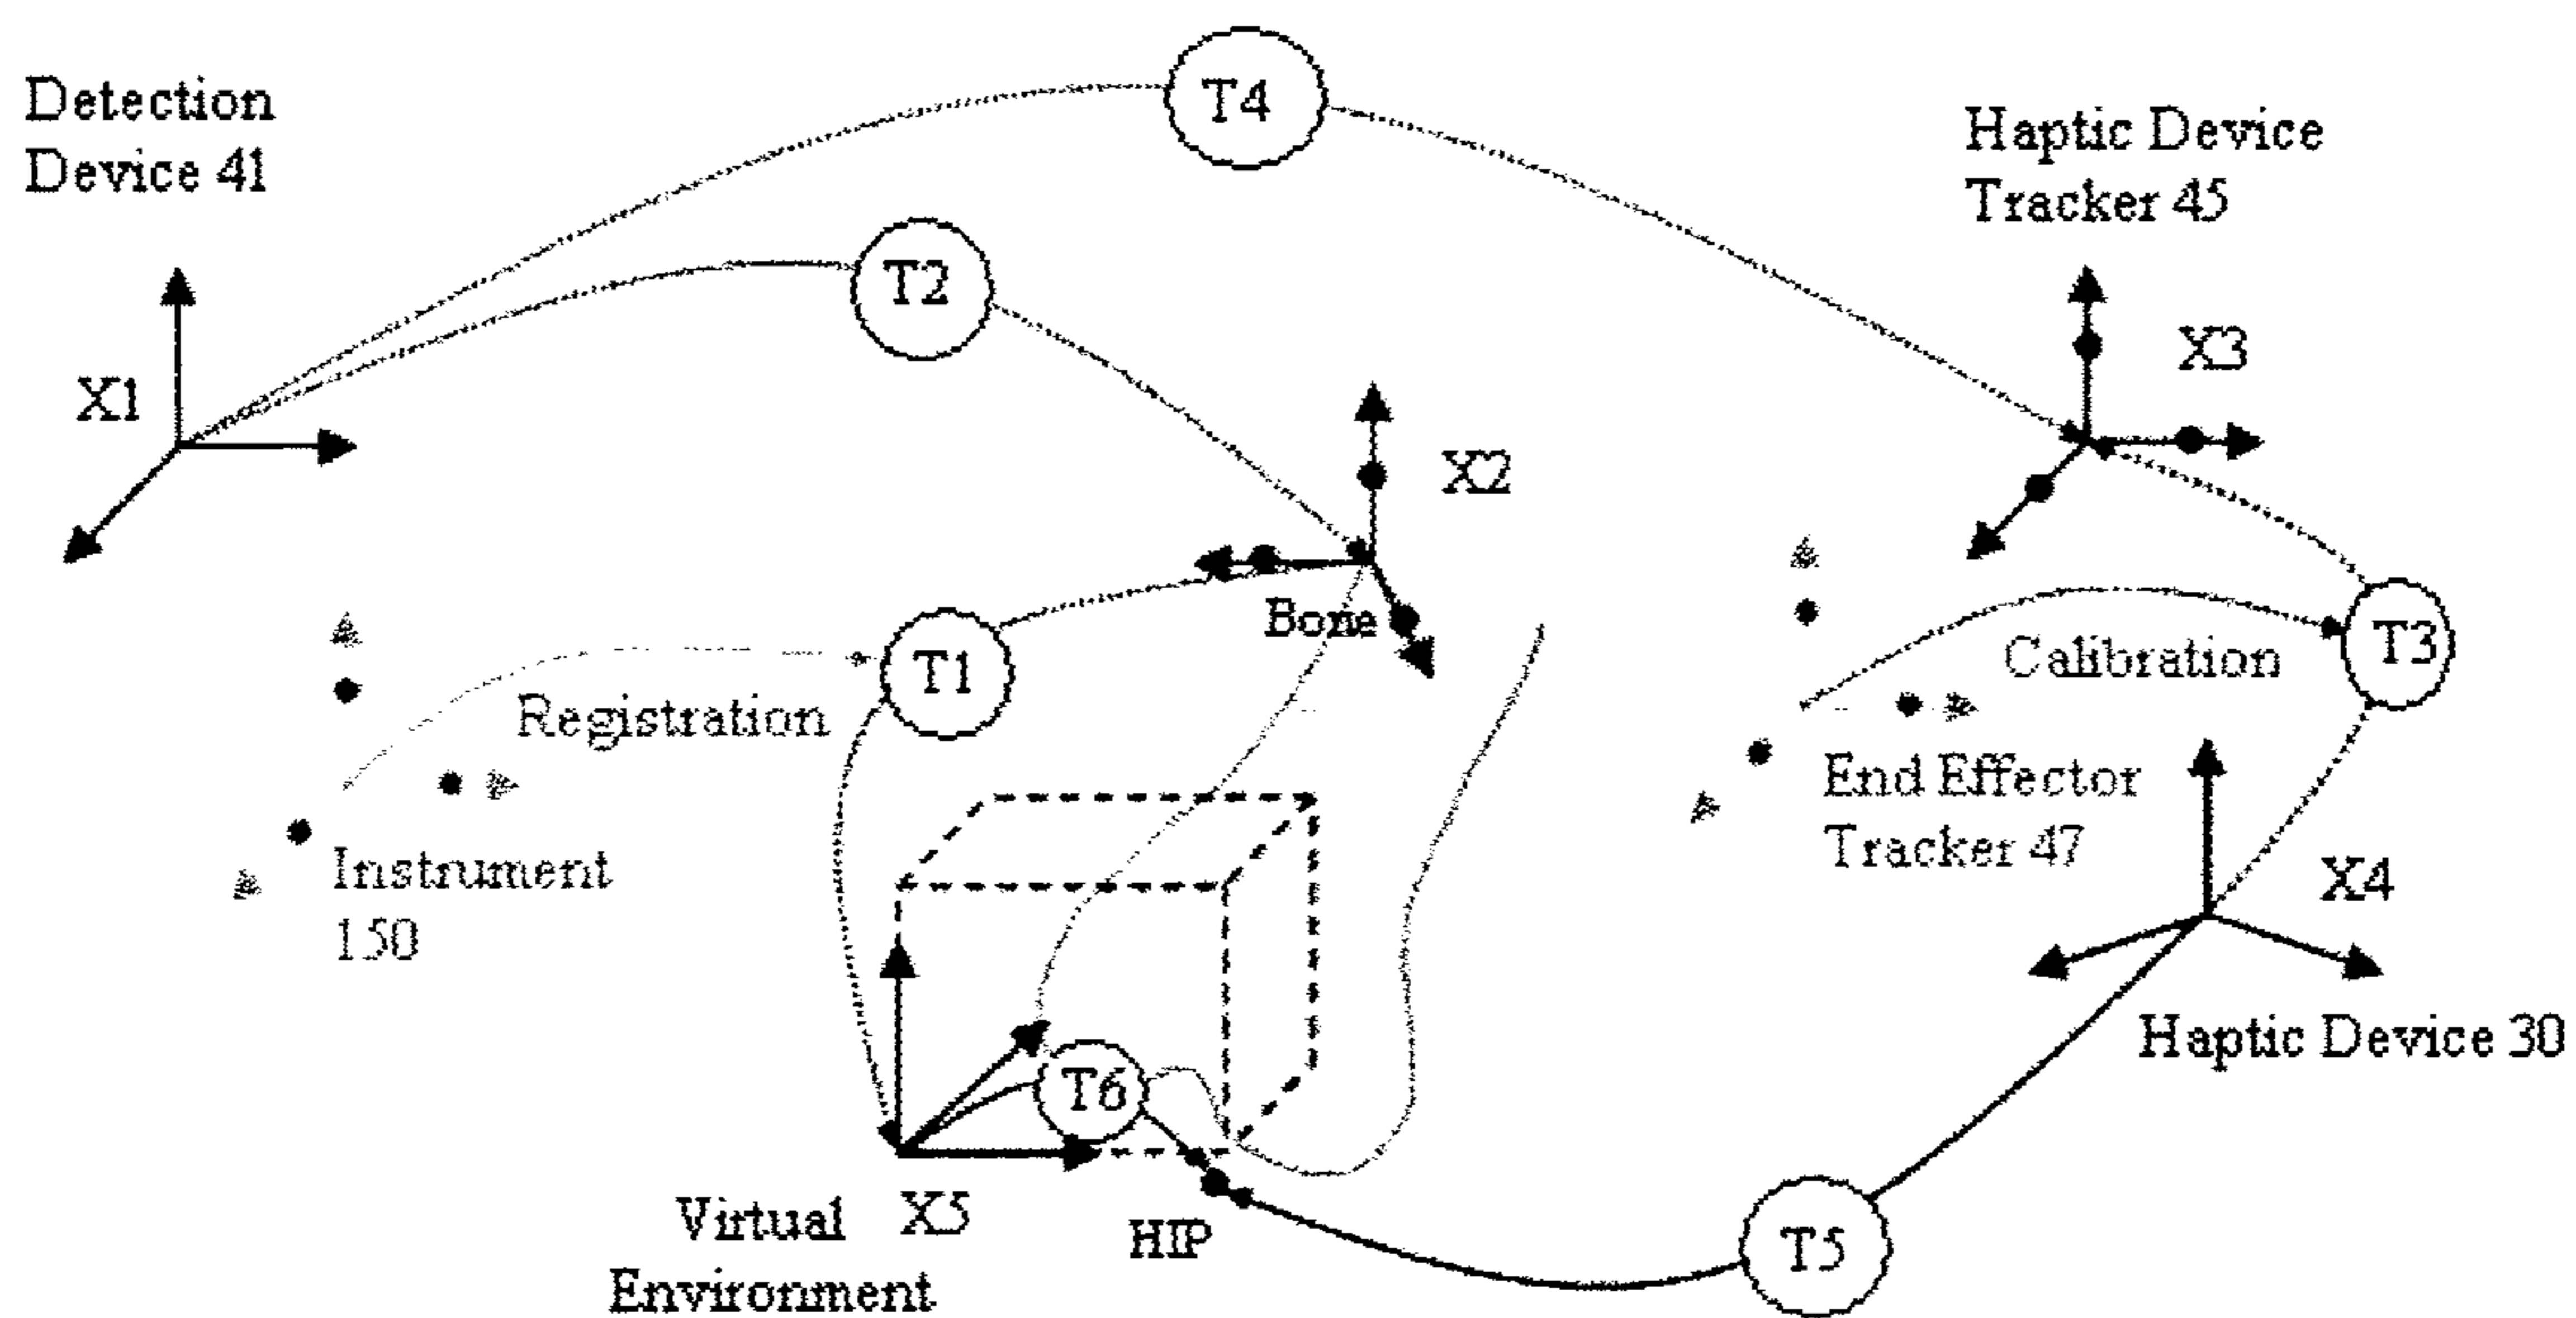 T4
Detection
Device 41
Haptic Device
Tracker 45
T2
X1
X3
X2
Bone
T1
Registration
Calibration
T3
End Effector
Tracker 47
Instrument
150
X4
Haptic Device 30
T6
Virtual
Environment
X5
HIP
T5